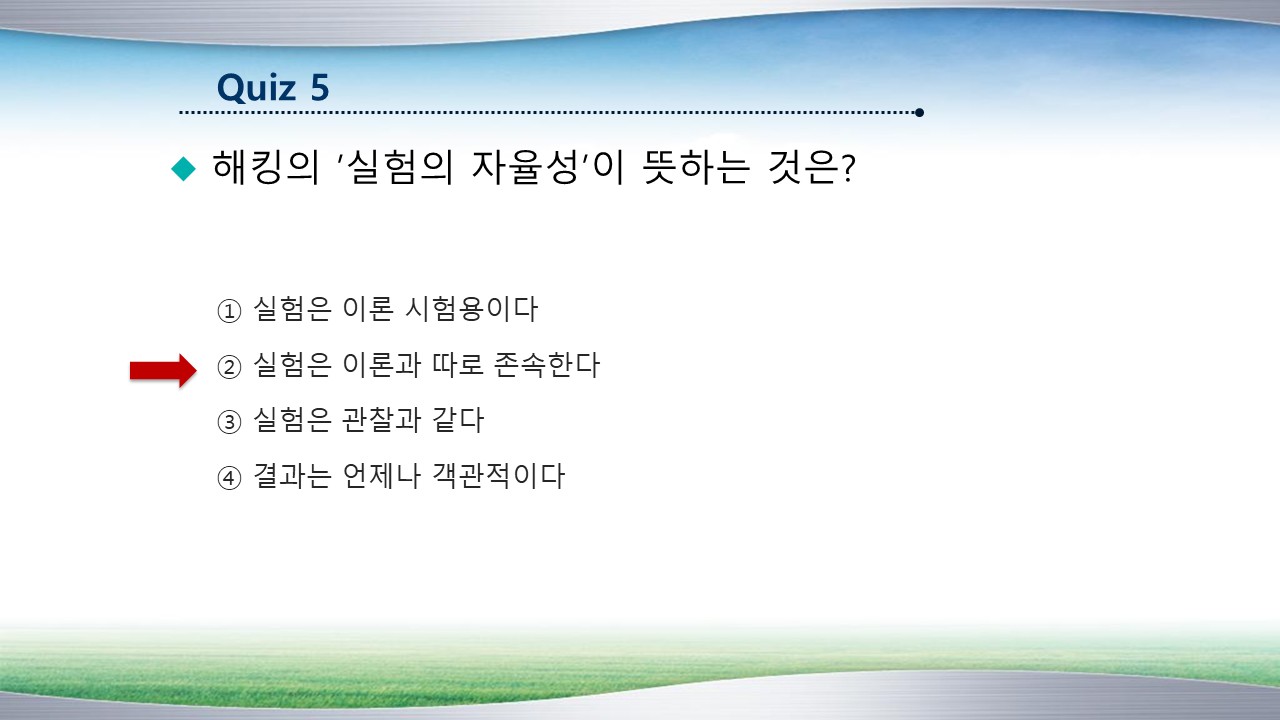 Quiz 5
해킹의 '실험의 자율성'이 뜻하는 것은?
① 실험은 이론 시험용이다
② 실험은 이론과 따로 존속한다
③ 실험은 관찰과 같다
④ 결과는 언제나 객관적이다